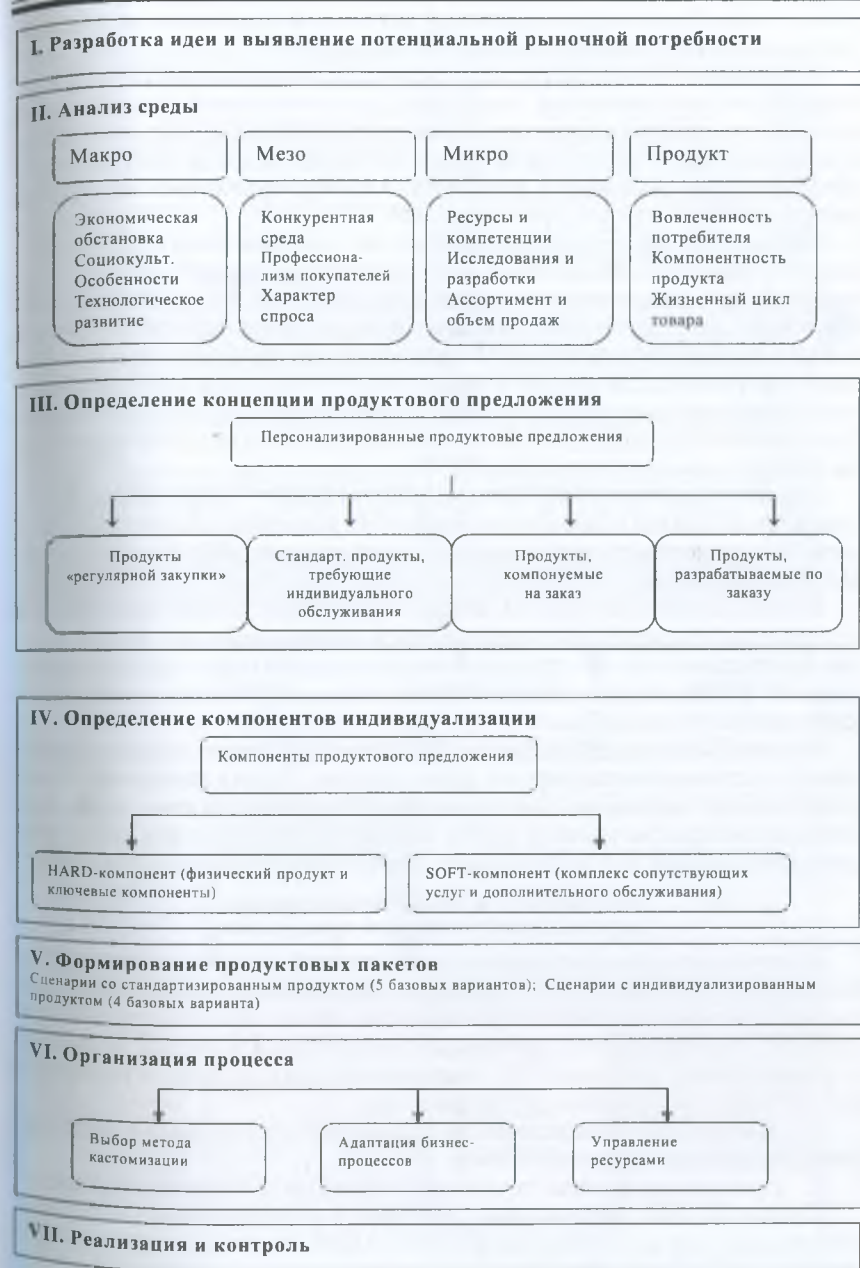 I. Разработка идеи и выявление потенциальной рыночной потребности
II. Анализ среды
Макро
Мезо
Микро
Продукт
Экономическая
обстановка
Социокульт.
Особенности
Технологическое
развитие
Конкурентная
среда
Профессиона-
лизм покупателей
Характер
спроса
Ресурсы и
компетенции
Исследования и
разработки
Ассортимент и
объем продаж
Вовлеченность
потребителя
Компонентность
продукта
Жизненный цикл
товара
III. Определение концепции продуктового предложения
Персонализированные продуктовые предложения
Продукты
«регулярной закупки»
Стандарт. продукты,
требующие
индивидуального
обслуживания
Продукты,
компонуемые
на заказ
Продукты,
разрабатываемые по
заказу
IV. Определение компонентов индивидуализации
Компоненты продуктового предложения
HARD-компонент (физический продукт и
ключевые компоненты)
SOFT-компонент (комплекс сопутствующих
услуг и дополнительного обслуживания)
V. Формирование продуктовых пакетов
Сценарии со стандартизированным продуктом (5 базовых вариантов); Сценарии с индивидуализированным
продуктом (4 базовых варианта)
VI. Организация процесса
Выбор метода
кастомизации
Адаптация бизнес-
процессов
Управление
ресурсами
VII. Реализация и контроль